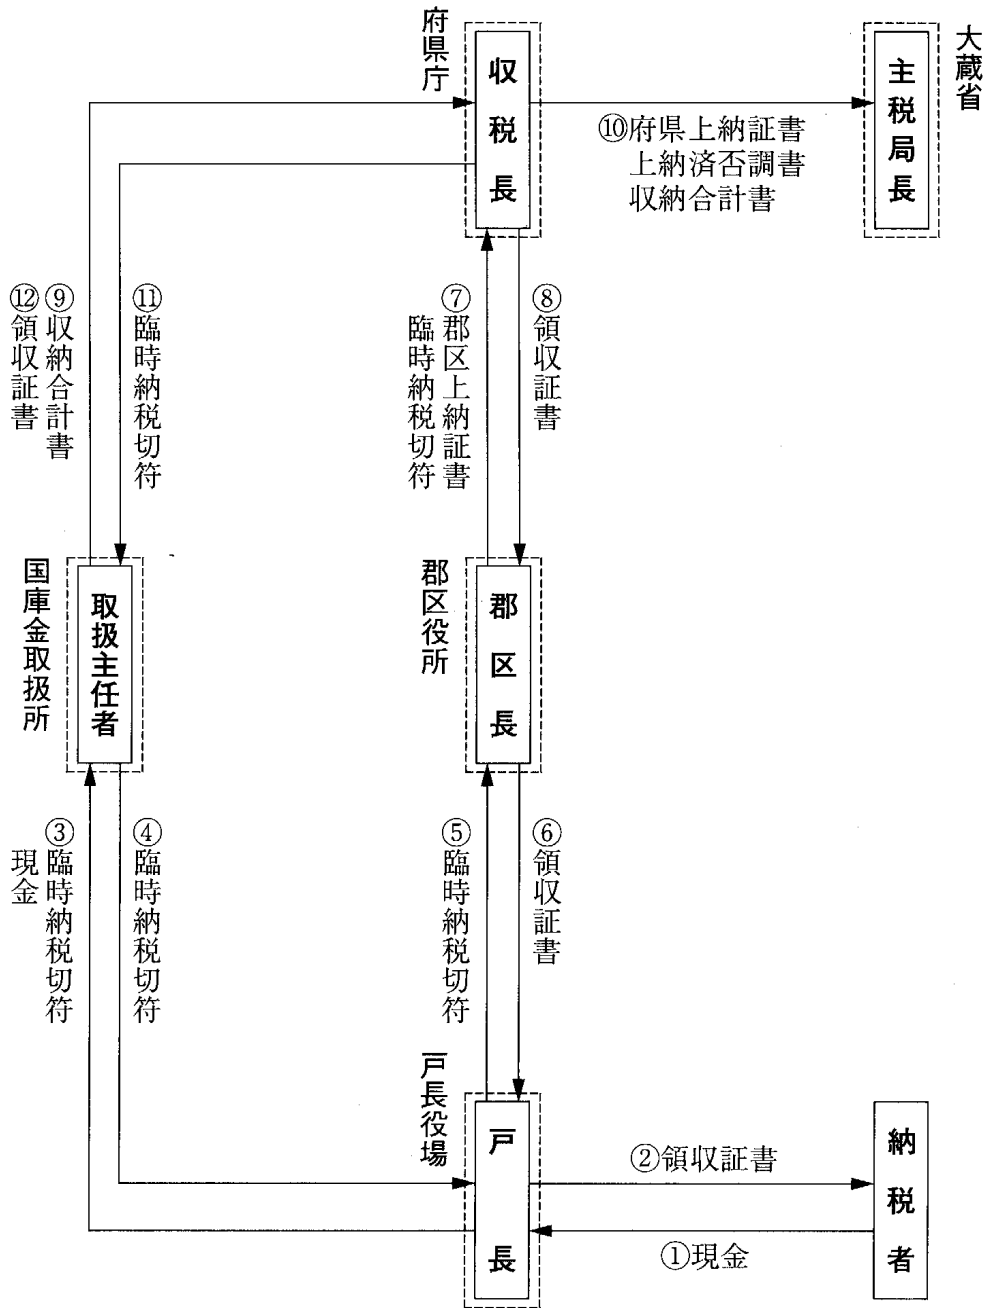 府県庁
収税長
大蔵省
主税局長
⑩府県上納証書
上納済否調書
収納合計書
⑨収納合計書
⑫領収証書
⑪臨時納税切符
⑦郡区上納証書
臨時納税切符
⑧領収証書
国庫金取扱所
取扱主任者
郡区役所
郡区長
③臨時納税切符
現金
④臨時納税切符
⑤臨時納税切符
⑥領収証書
戸長役場
戸長
②領収証書
①現金
納税者